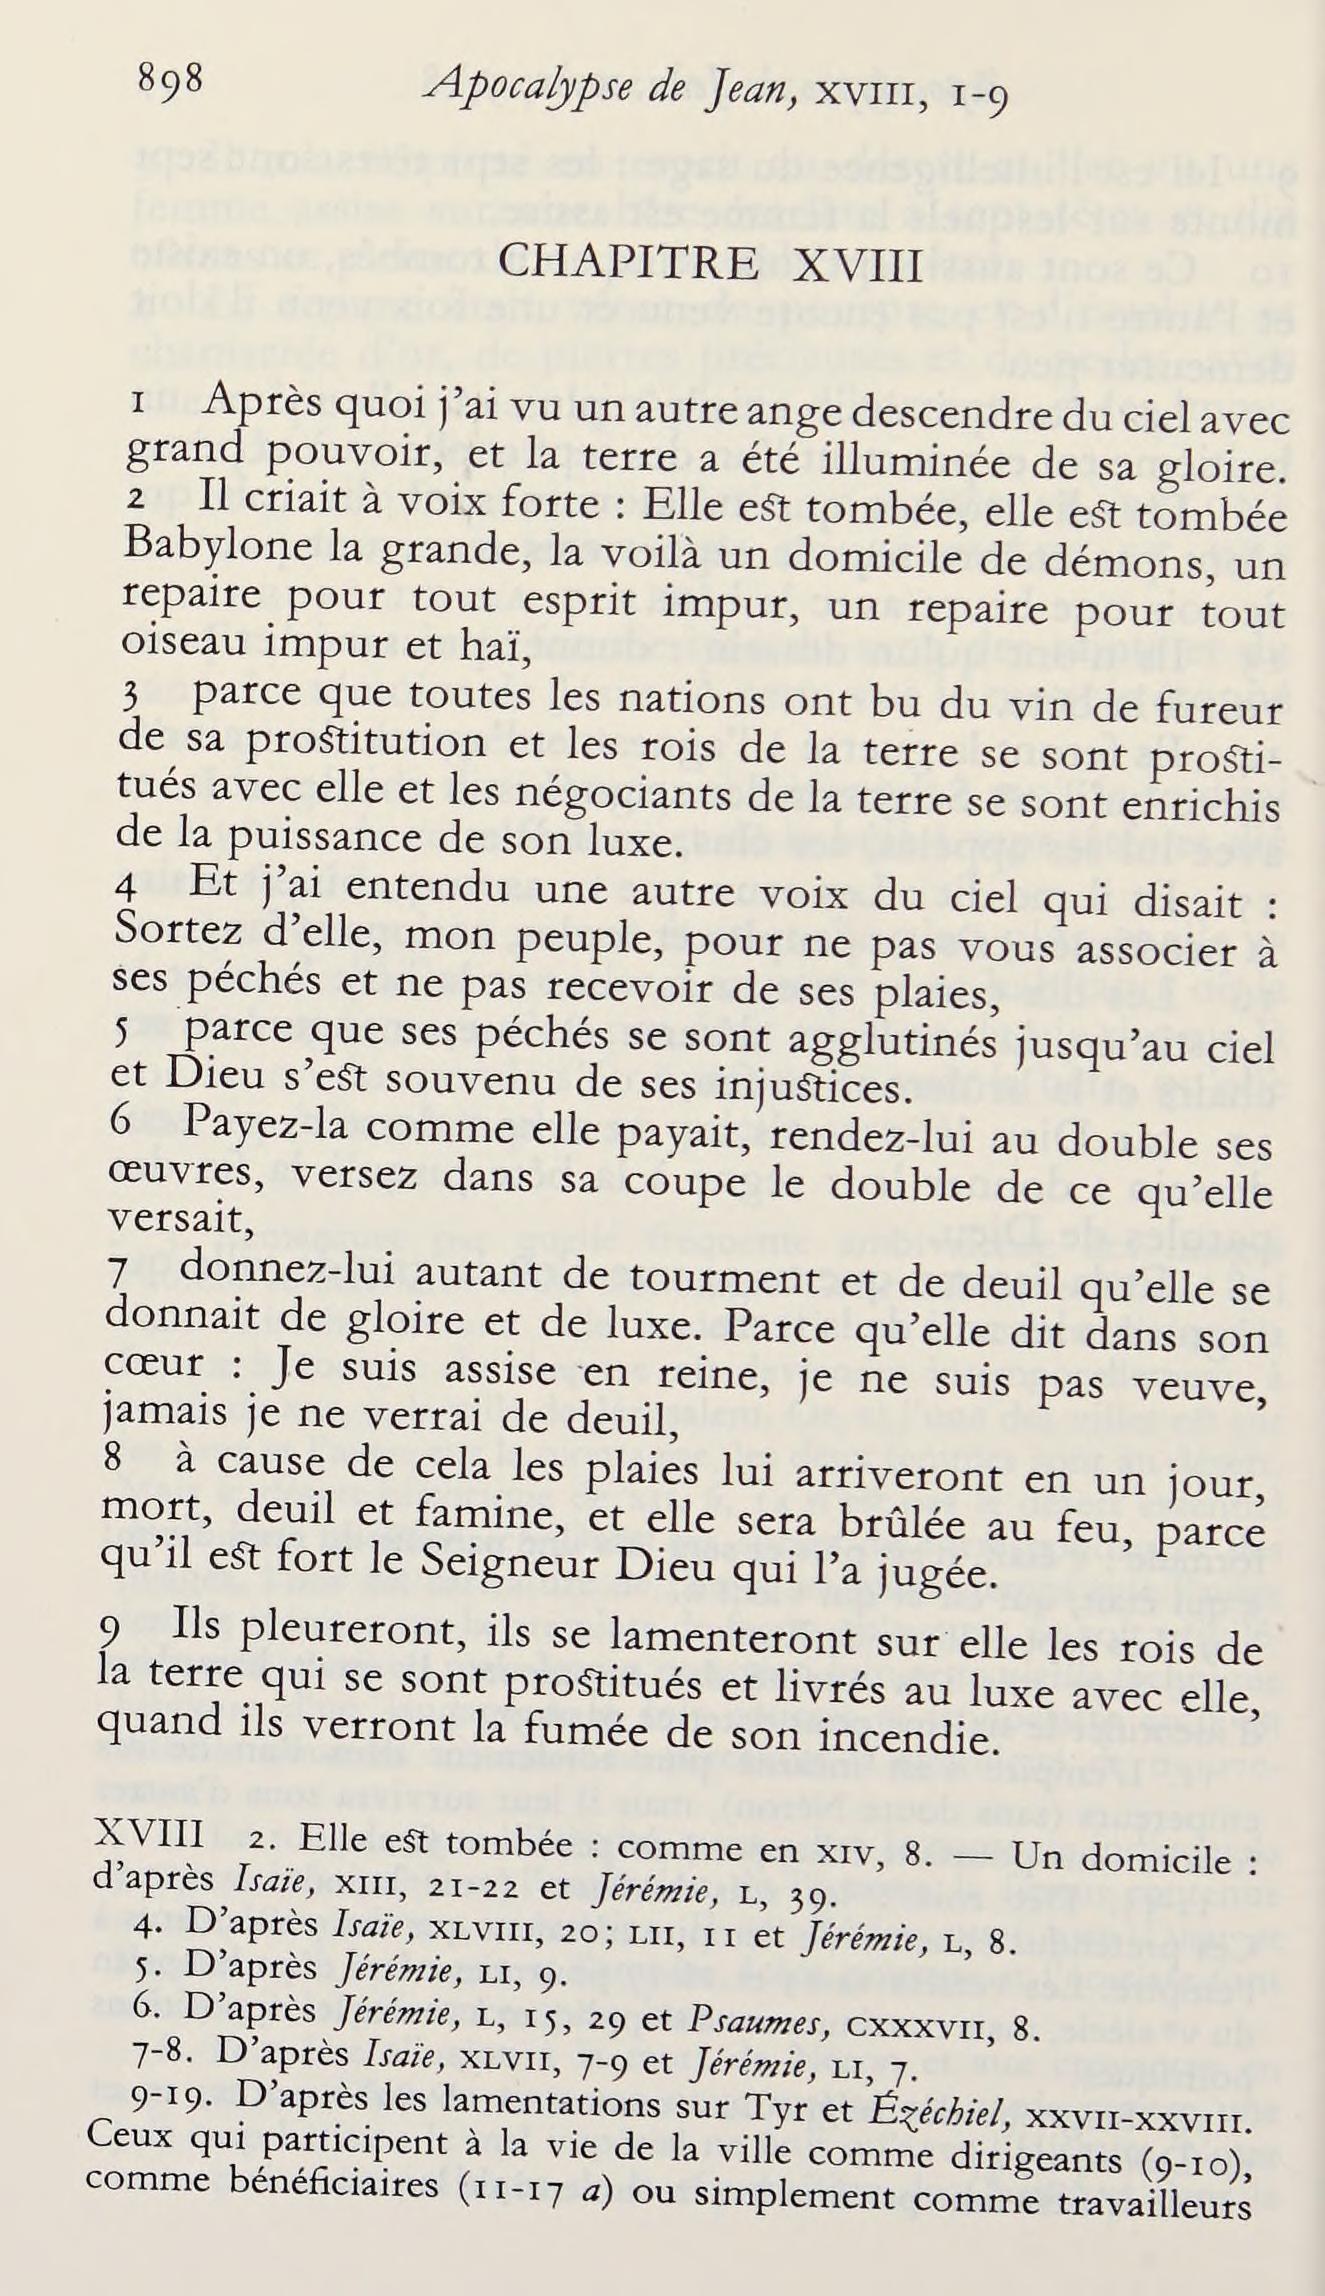 898 Apocalypse de Jean, XVIII, 1-9
CHAPITRE XVIII
1 Après quoi j’ai vu un autre ange descendre du ciel avec
grand pouvoir, et la terre a été illuminée de sa gloire.
2 Il criait à voix forte : Elle est tombée, elle est tombée
Babylone la grande, la voilà un domicile de démons, un
repaire pour tout esprit impur, un repaire pour tout
oiseau impur et haï,
3 parce que toutes les nations ont bu du vin de fureur
de sa prostitution et les rois de la terre se sont prosti-
tués avec elle et les négociants de la terre se sont enrichis
de la puissance de son luxe.
4 Et j’ai entendu une autre voix du ciel qui disait :
Sortez d’elle, mon peuple, pour ne pas vous associer à
ses péchés et ne pas recevoir de ses plaies,
5 parce que ses péchés se sont agglutinés jusqu’au ciel
et Dieu s’est souvenu de ses injustices.
6 Payez-la comme elle payait, rendez-lui au double ses
œuvres, versez dans sa coupe le double de ce qu’elle
versait,
7 donnez-lui autant de tourment et de deuil qu’elle se
donnait de gloire et de luxe. Parce qu’elle dit dans son
cœur : Je suis assise en reine, je ne suis pas veuve,
jamais je ne verrai de deuil,
8 à cause de cela les plaies lui arriveront en un jour,
mort, deuil et famine, et elle sera brûlée au feu, parce
qu’il est fort le Seigneur Dieu qui l’a jugée.
9 Ils pleureront, ils se lamenteront sur elle les rois de
la terre qui se sont prostitués et livrés au luxe avec elle,
quand ils verront la fumée de son incendie.
XVIII 2. Elle est tombée : comme en XIV, 8. — Un domicile :
d’après Isaïe, XIII, 21-22 et Jérémie, L, 39.
4. D’après Isaïe, XLVIII, 20; LII, 11 et Jérémie, L, 8.
5. D’après Jérémie, LI, 9.
6. D’après Jérémie, L, 15, 29 et Psaumes, CXXXVII, 8.
7-8. D’après Isaïe, XLVII, 7-9 et Jérémie, LI, 7.
9-19. D’après les lamentations sur Tyr et Ézéchiel, XXVII-XXVIII.
Ceux qui participent à la vie de la ville comme dirigeants (9-10),
comme bénéficiaires (11-17 a) ou simplement comme travailleurs